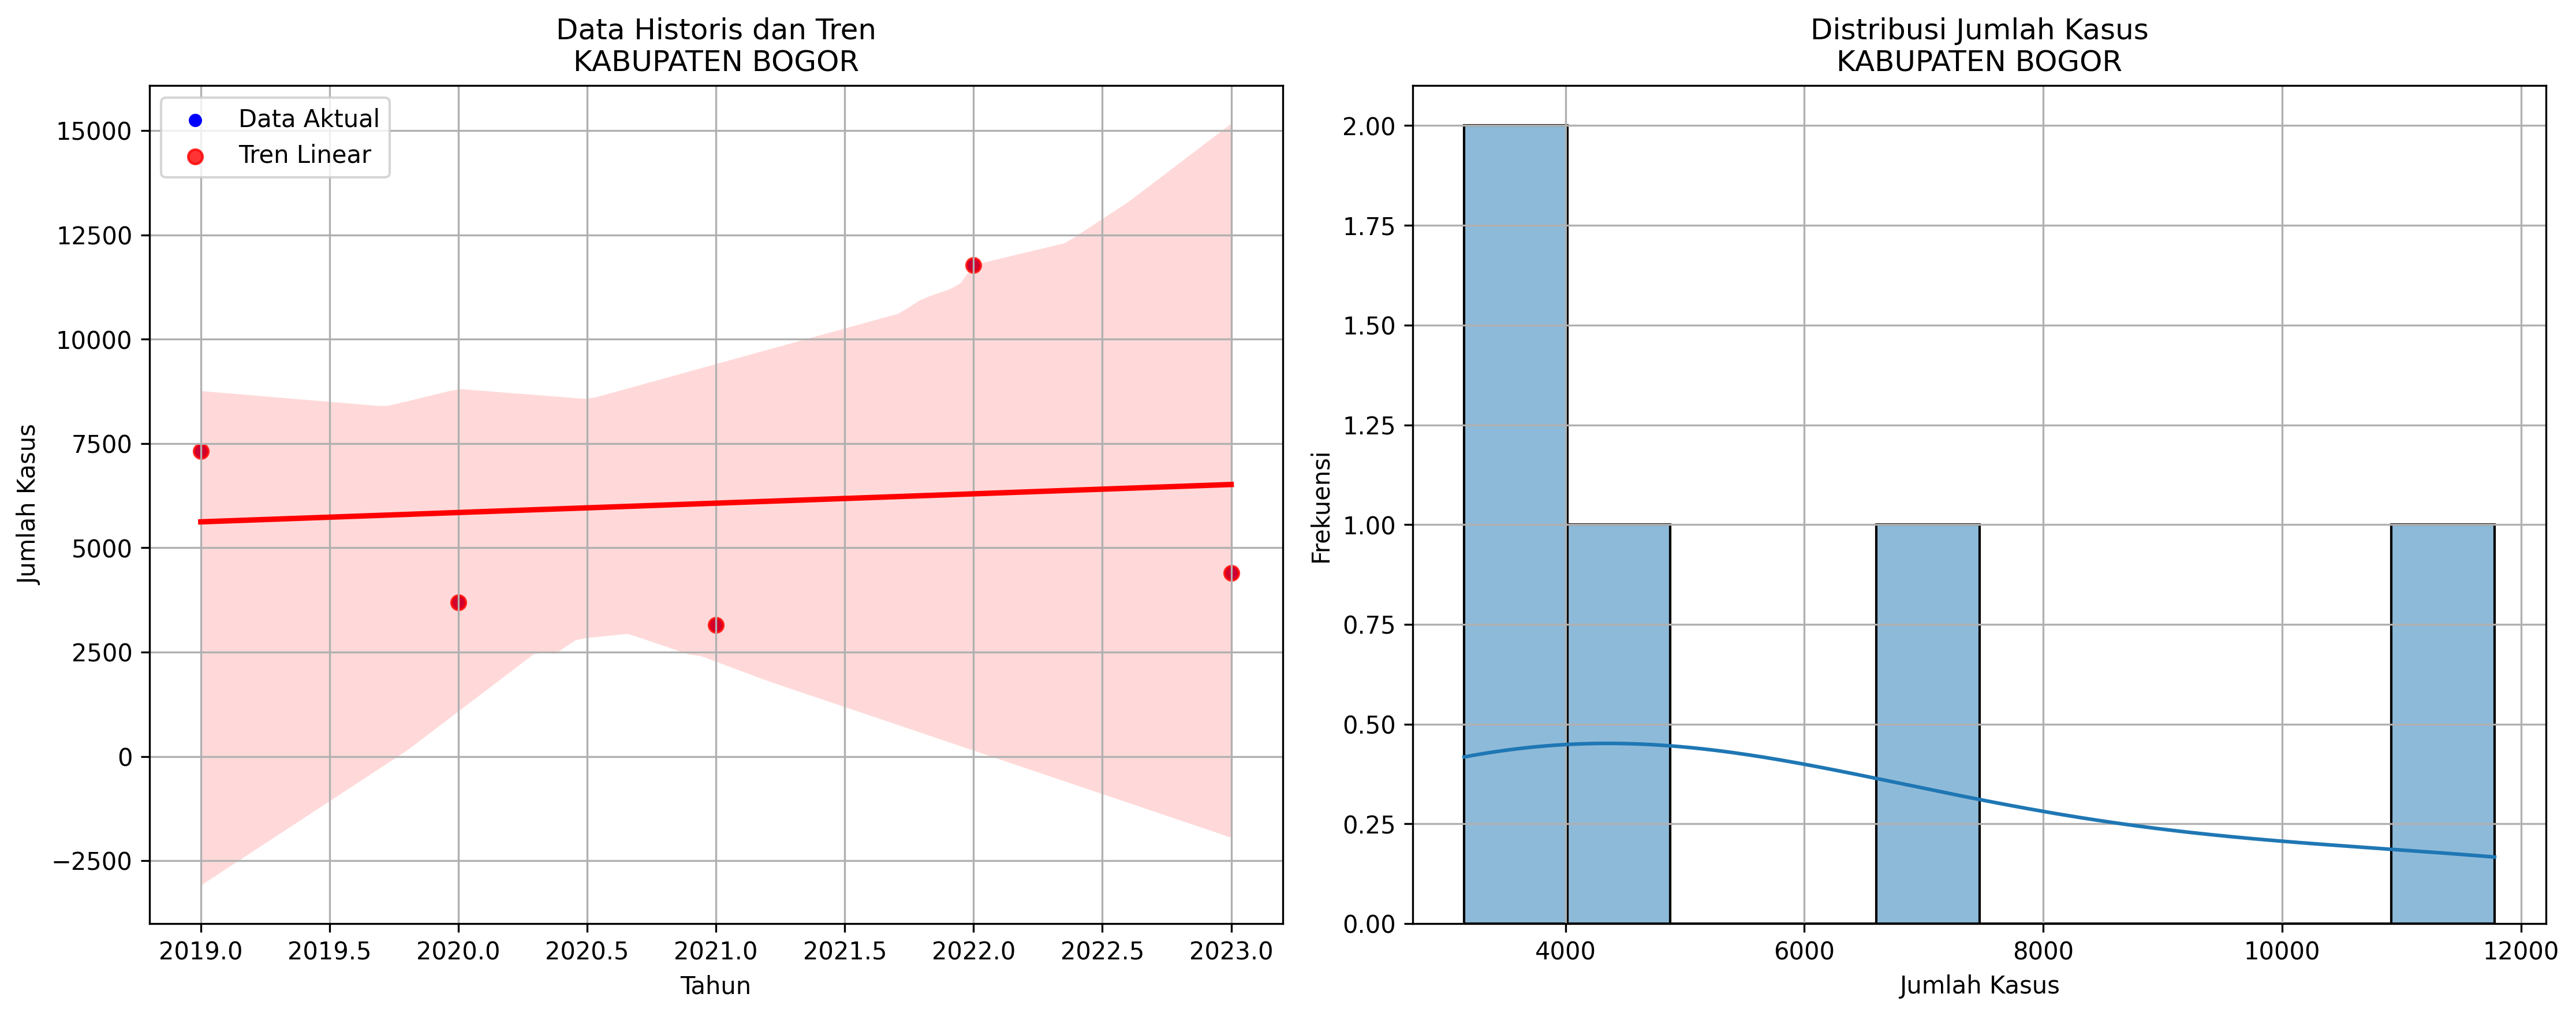 Data Historis dan Tren
KABUPATEN BOGOR
Data Aktual
Tren Linear
15000
12500
10000
7500
5000
2500
0
−2500
Jumlah Kasus
2019.0 2019.5 2020.0 2020.5 2021.0 2021.5 2022.0 2022.5 2023.0
Tahun
Distribusi Jumlah Kasus
KABUPATEN BOGOR
2.00
1.75
1.50
1.25
1.00
0.75
0.50
0.25
0.00
Frekuensi
4000 6000 8000 10000 12000
Jumlah Kasus